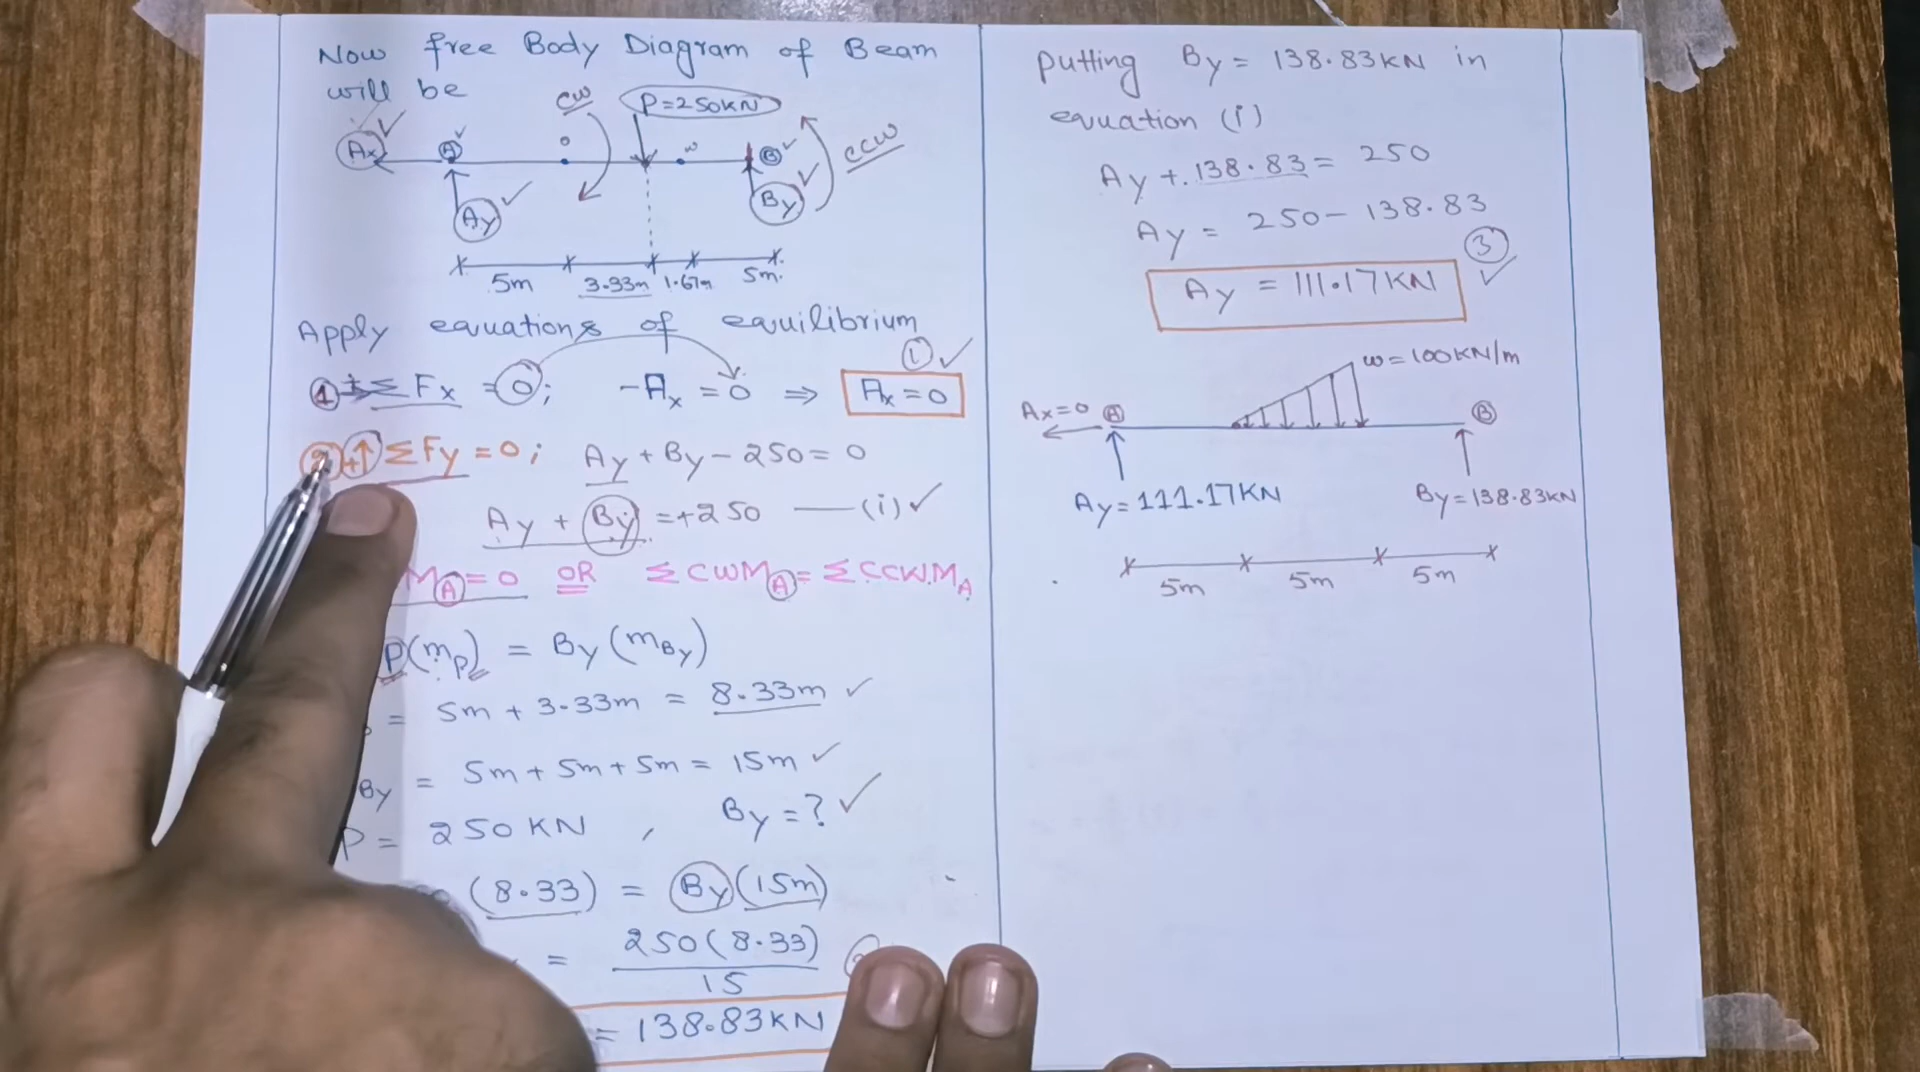 Now free Body Diagram of Beam
will be
CW
P=250KN
Ax
A
o
w
B
CCW
Ay
By
5m 3.33m 1.67m 5m
Apply equations of equilibrium
1
① + Σ Fx = 0; -Ax = 0 ⇒ Ax = 0
+↑ ΣFy = 0; Ay + By - 250 = 0
Ay + By = +250 —— (i)
MA = 0 OR Σ CWMA = Σ CCW.MA
P(mp) = By (mBy)
= 5m + 3.33m = 8.33m
By = 5m + 5m + 5m = 15m
P = 250 KN , By = ?
(8.33) = By (15m)
= 250(8.33)
15
= 138.83KN
Putting By = 138.83KN in
equation (i)
Ay + 138.83 = 250
Ay = 250 - 138.83
3
Ay = 111.17KN
w = 100KN/m
Ax=0 A B
Ay = 111.17KN By = 138.83KN
5m 5m 5m